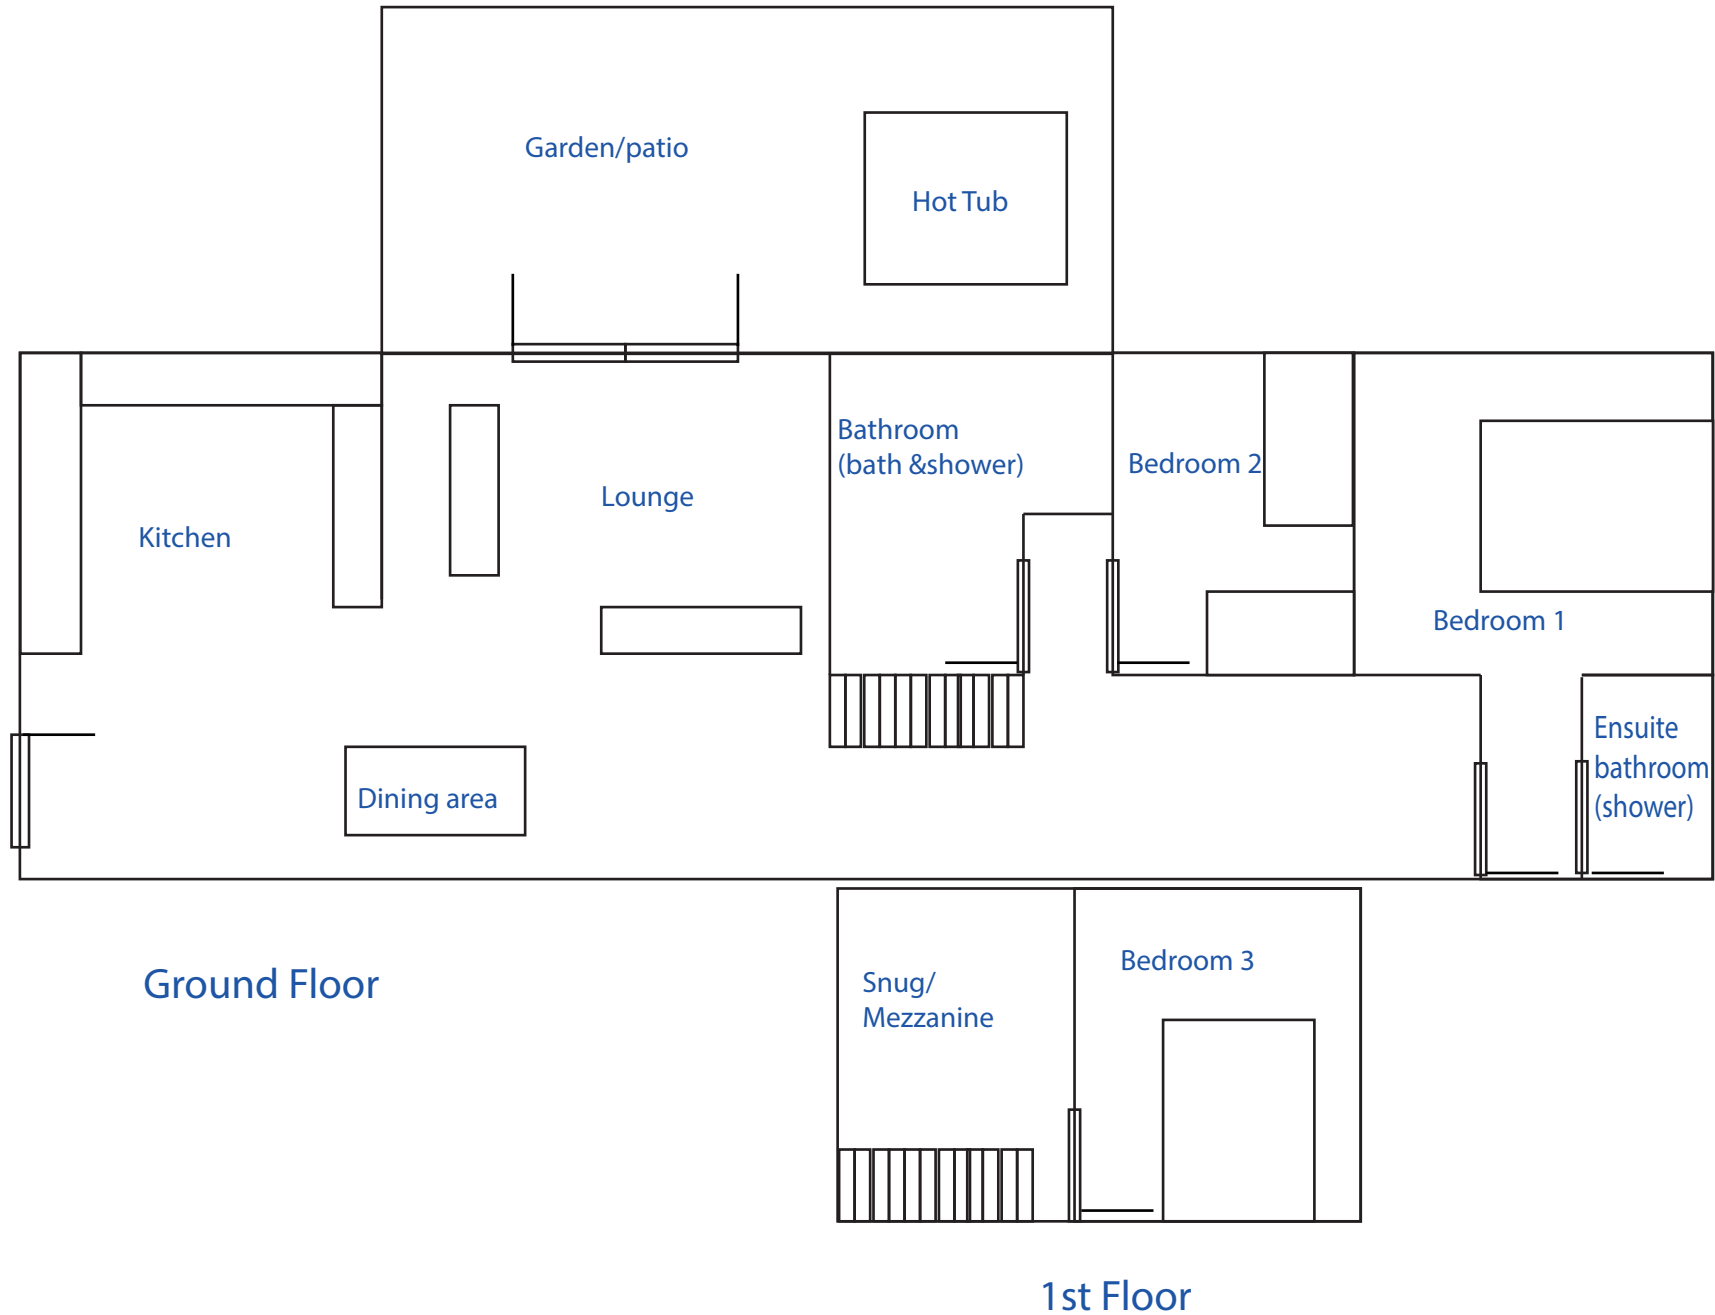 Garden/patio
Hot Tub
Bathroom
(bath &shower)
Bedroom 2
Lounge
Kitchen
Bedroom 1
Ensuite
bathroom
(shower)
Dining area
Ground Floor
Snug/
Mezzanine
Bedroom 3
1st Floor